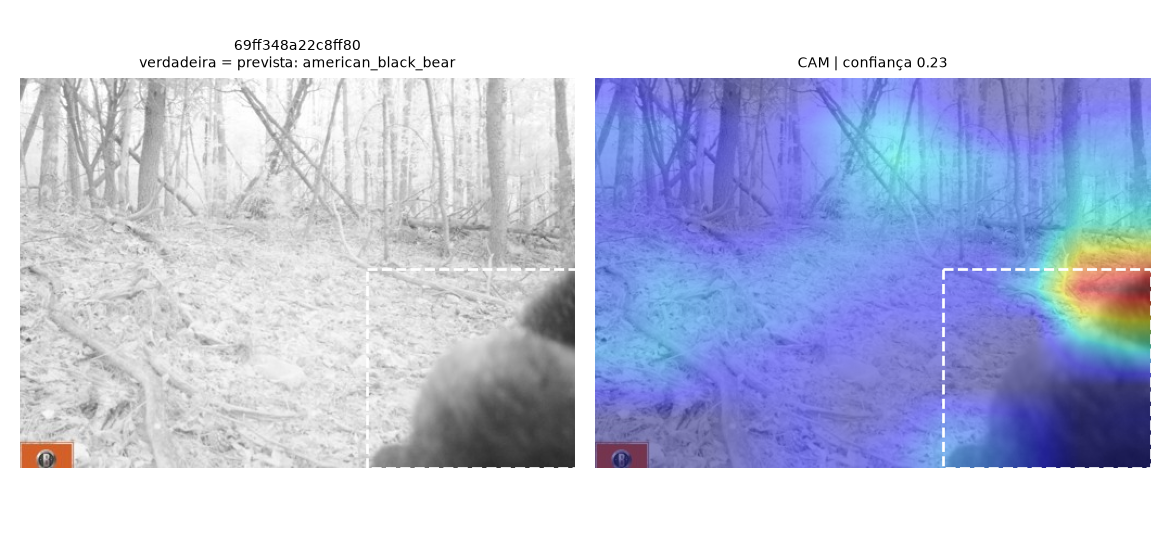 69ff348a22c8ff80
verdadeira = prevista: american_black_bear
CAM | confiança 0.23